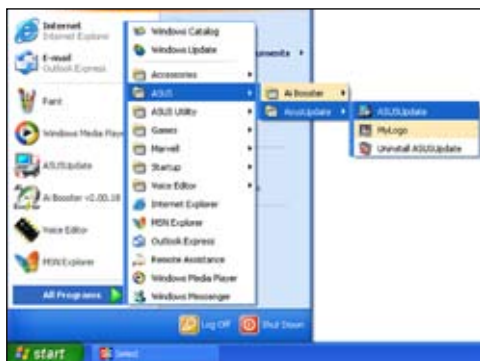 Internet
Internet Explorer
E-mail
Outlook Express
Paint
Windows Media Play
ASUSUpdate
Ai Booster v2.00.18
Voice Editor
MSN Explorer
All Programs
Windows Catalog
Windows Update
Accessories
ASUS
ASUS Utility
Games
Marvell
Startup
Voice Editor
Internet Explorer
MSN Explorer
Outlook Express
Remote Assistance
Windows Media Player
Windows Messenger
uments
Ai Booster
AsusUpdate
ASUSUpdate
MyLogo
Uninstall ASUSUpdate
Log Off
Shut Down
start